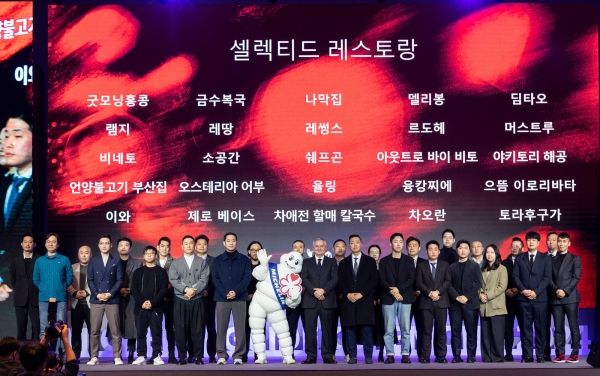 셀렉티드 레스토랑
굿모닝홍콩 금수복국 나막집 델리봉 딤타오
램지 레땅 레썽스 르도헤 머스트루
비네토 소공간 쉐프곤 아웃트로 바이 비토 야키토리 해공
언양불고기 부산집 오스테리아 어부 율링 융캉찌에 으뜸 이로리바타
이와 제로 베이스 차애전 할매 칼국수 차오란 토라후구가
MICHELIN